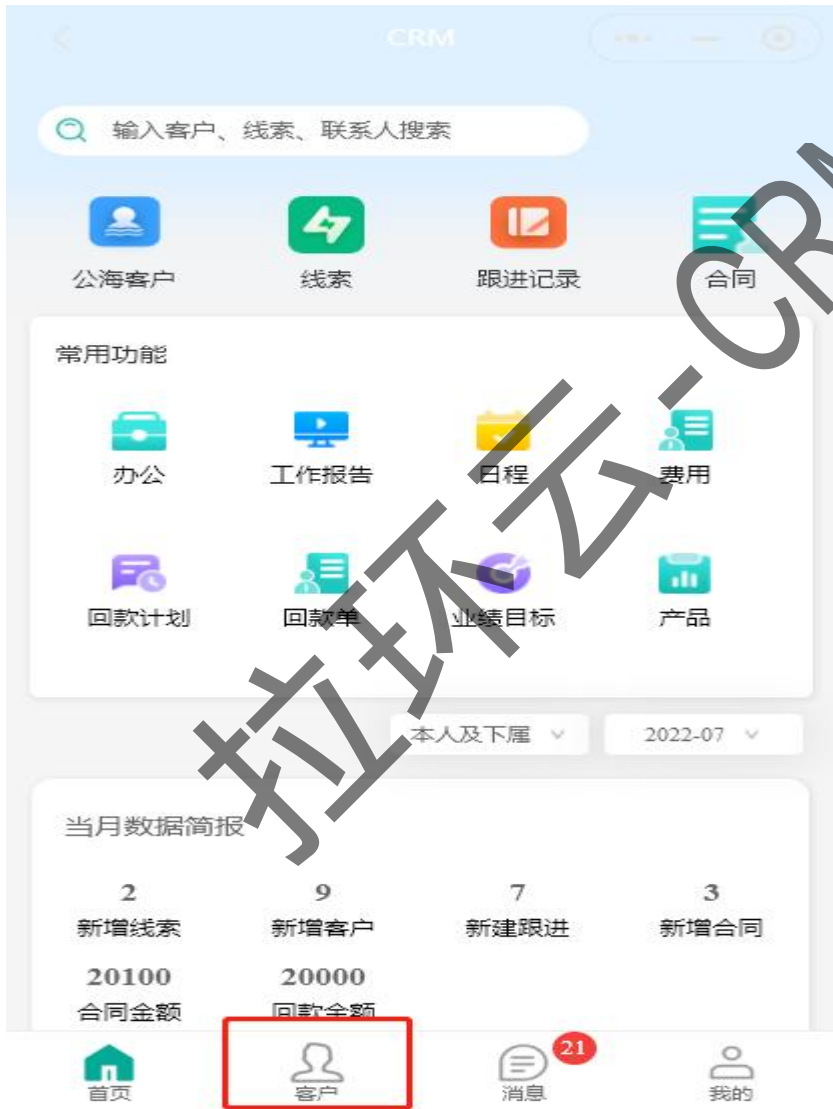 CRM
输入客户、线索、联系人搜索
公海客户 线索 跟进记录 合同
常用功能
办公 工作报告 日程 费用
回款计划 回款单 业绩目标 产品
本人及下属 2022-07
当月数据简报
2 9 7 3
新增线索 新增客户 新建跟进 新增合同
20100 20000
合同金额 回款金额
21
首页 客户 消息 我的
拉环云-CRM